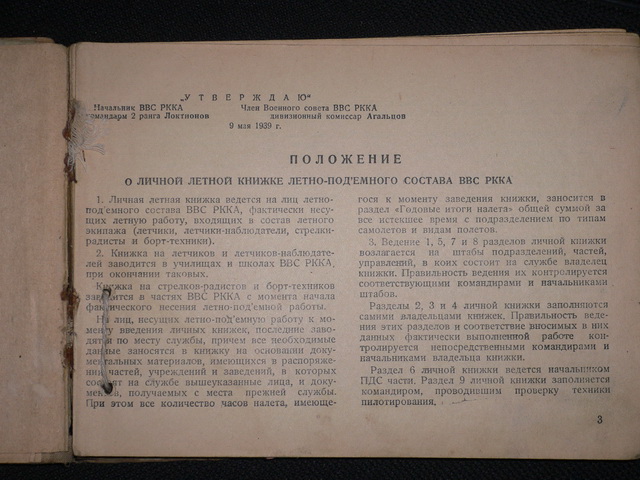 „УТВЕРЖДАЮ“
Начальник ВВС РККА
командарм 2 ранга Локтионов
Член Военного совета ВВС РККА
дивизионный комиссар Агальцов
9 мая 1939 г.
ПОЛОЖЕНИЕ
О ЛИЧНОЙ ЛЕТНОЙ КНИЖКЕ ЛЕТНО-ПОД'ЕМНОГО СОСТАВА ВВС РККА
1. Личная летная книжка ведется на лиц летно-
под'емного состава ВВС РККА, фактически несу-
щих летную работу, входящих в состав летного
экипажа (летчики, летчики-наблюдатели, стрелки-
радисты и борт-техники).
2. Книжка на летчиков и летчиков-наблюдате-
лей заводится в училищах и школах ВВС РККА,
при окончании таковых.
Книжка на стрелков-радистов и борт-техников
заводится в частях ВВС РККА с момента начала
фактического несения летно-под'емной работы.
На лиц, несущих летно-под'емную работу к мо-
менту введения личных книжек, последние заво-
дятся по месту службы, причем все необходимые
данные заносятся в книжку на основании доку-
ментальных материалов, имеющихся в распоряже-
нии частей, учреждений и заведений, в которых
состоят на службе вышеуказанные лица, и доку-
ментов, получаемых с места прежней службы.
При этом все количество часов налета, имеюще-
гося к моменту заведения книжки, заносится в
раздел «Годовые итоги налета» общей суммой за
все истекшее время с подразделением по типам
самолетов и видам полетов.
3. Ведение 1, 5, 7 и 8 разделов личной книжки
возлагается на штабы подразделений, частей,
управлений, в коих состоит на службе владелец
книжки. Правильность ведения их контролируется
соответствующими командирами и начальниками
штабов.
Разделы 2, 3 и 4 личной книжки заполняются
самими владельцами книжек. Правильность веде-
ния этих разделов и соответствие вносимых в них
данных фактически выполненной работе кон-
тролируется непосредственными командирами и
начальниками владельца книжки.
Раздел 6 личной книжки ведется начальником
ПДС части. Раздел 9 личной книжки заполняется
командиром, проводившим проверку техники
пилотирования.
3